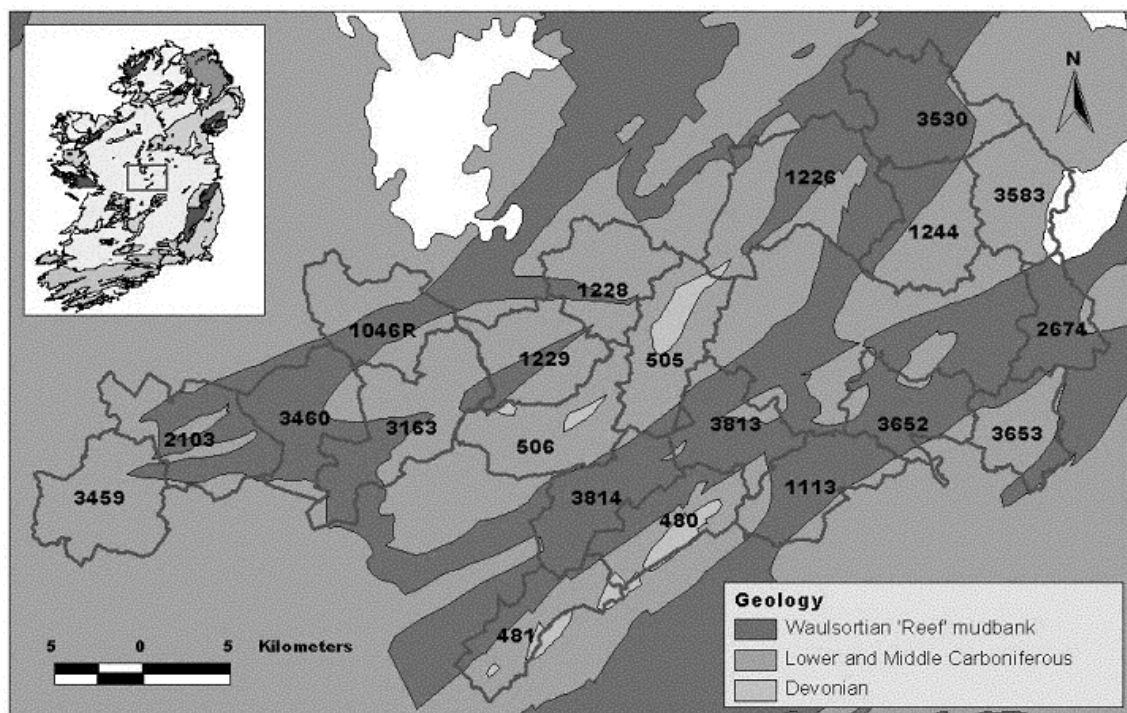 N
3530
1226
3583
1244
1228
2674
1046R
1229
505
3460
3163
3813
3652
2103
506
3653
3459
3814
1113
480
481
5 0 5 Kilometers
Geology
Waulsortian 'Reef' mudbank
Lower and Middle Carboniferous
Devonian